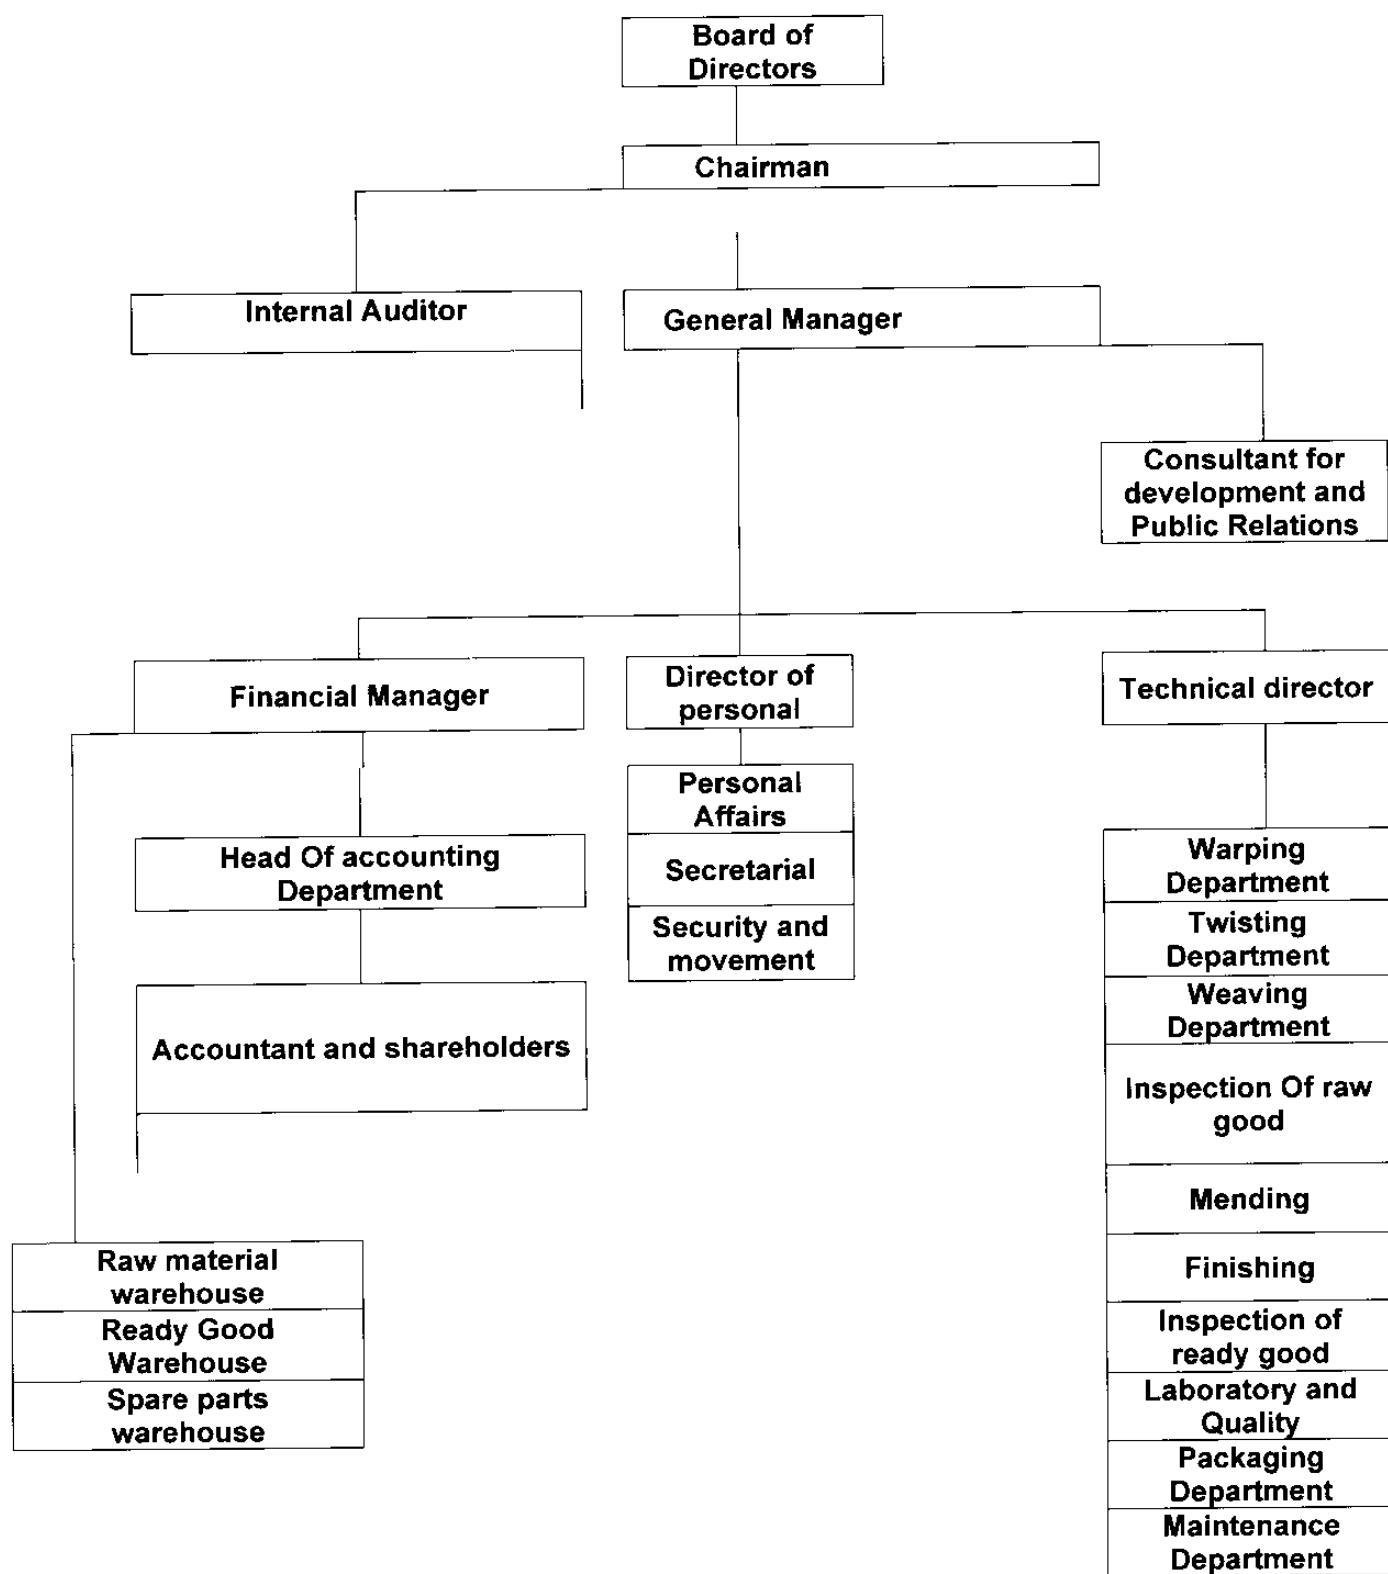 Board of
Directors
Chairman
Internal Auditor
General Manager
Consultant for
development and
Public Relations
Financial Manager
Director of
personal
Technical director
Personal
Affairs
Secretarial
Security and
movement
Head Of accounting
Department
Accountant and shareholders
Raw material
warehouse
Ready Good
Warehouse
Spare parts
warehouse
Warping
Department
Twisting
Department
Weaving
Department
Inspection Of raw
good
Mending
Finishing
Inspection of
ready good
Laboratory and
Quality
Packaging
Department
Maintenance
Department